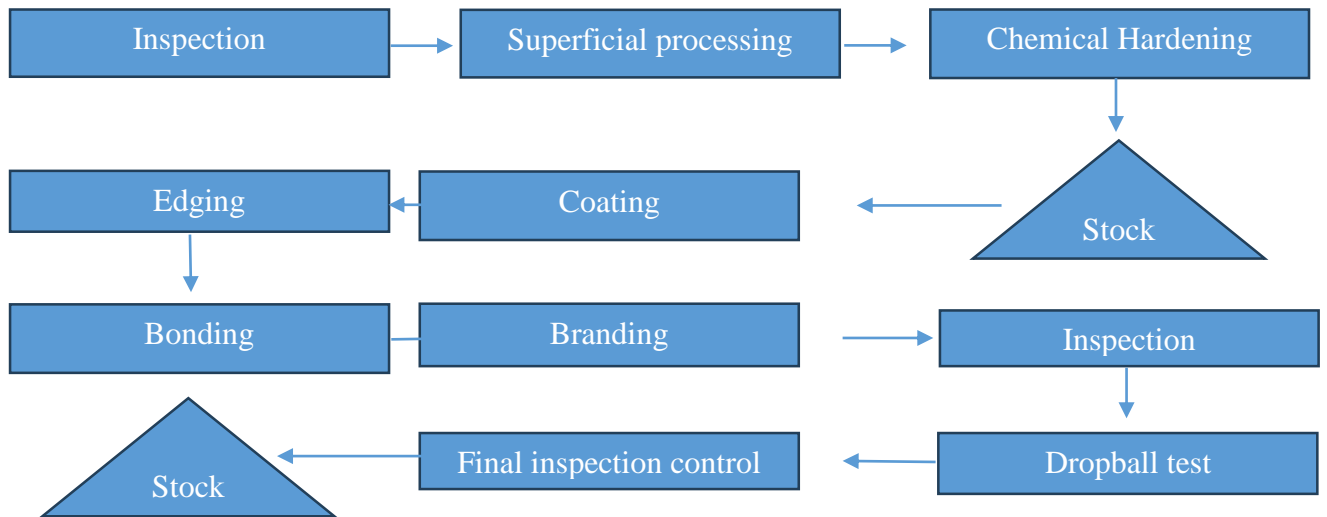 Inspection
Superficial processing
Chemical Hardening
Stock
Coating
Edging
Bonding
Branding
Inspection
Dropball test
Final inspection control
Stock